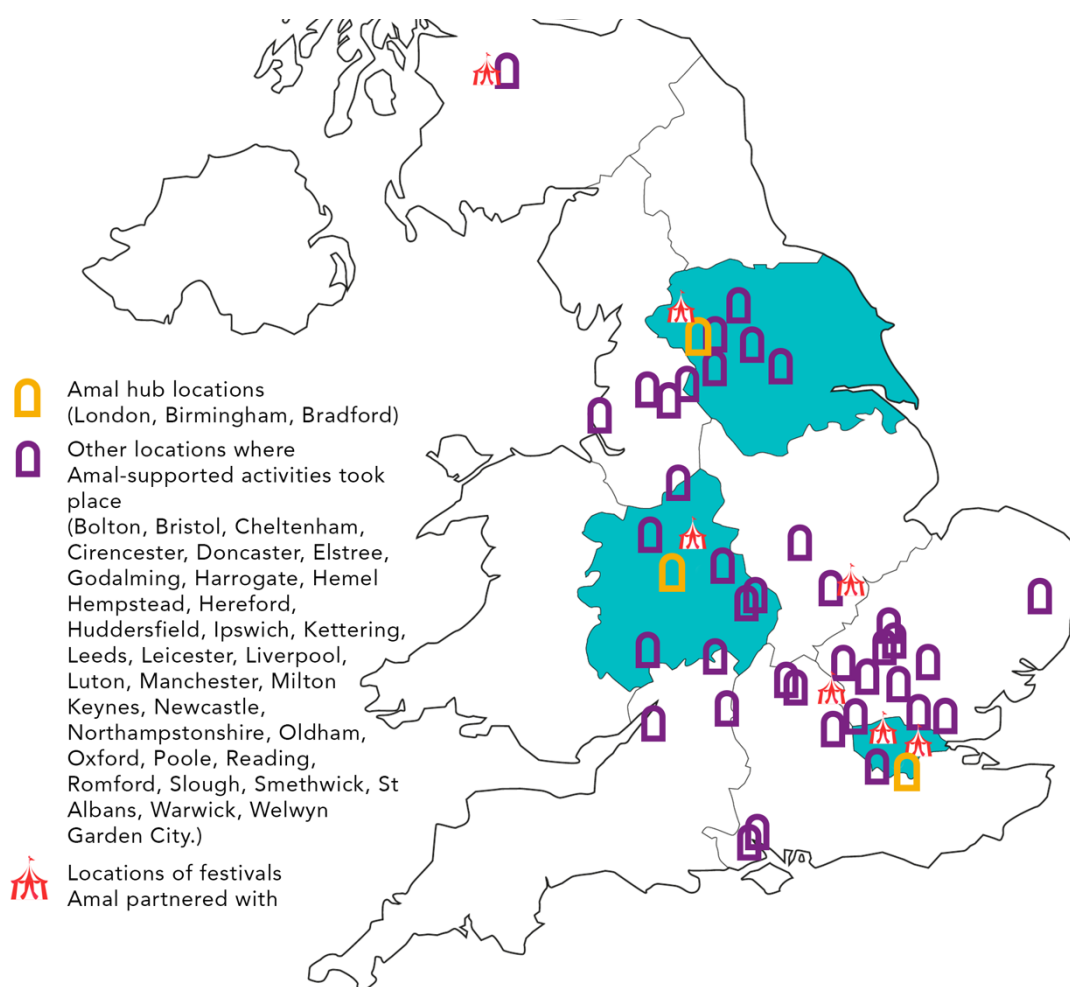 Amal hub locations
(London, Birmingham, Bradford)
Other locations where
Amal-supported activities took
place
(Bolton, Bristol, Cheltenham,
Cirencester, Doncaster, Elstree,
Godalming, Harrogate, Hemel
Hempstead, Hereford,
Huddersfield, Ipswich, Kettering,
Leeds, Leicester, Liverpool,
Luton, Manchester, Milton
Keynes, Newcastle,
Northampstonshire, Oldham,
Oxford, Poole, Reading,
Romford, Slough, Smethwick, St
Albans, Warwick, Welwyn
Garden City.)
Locations of festivals
Amal partnered with